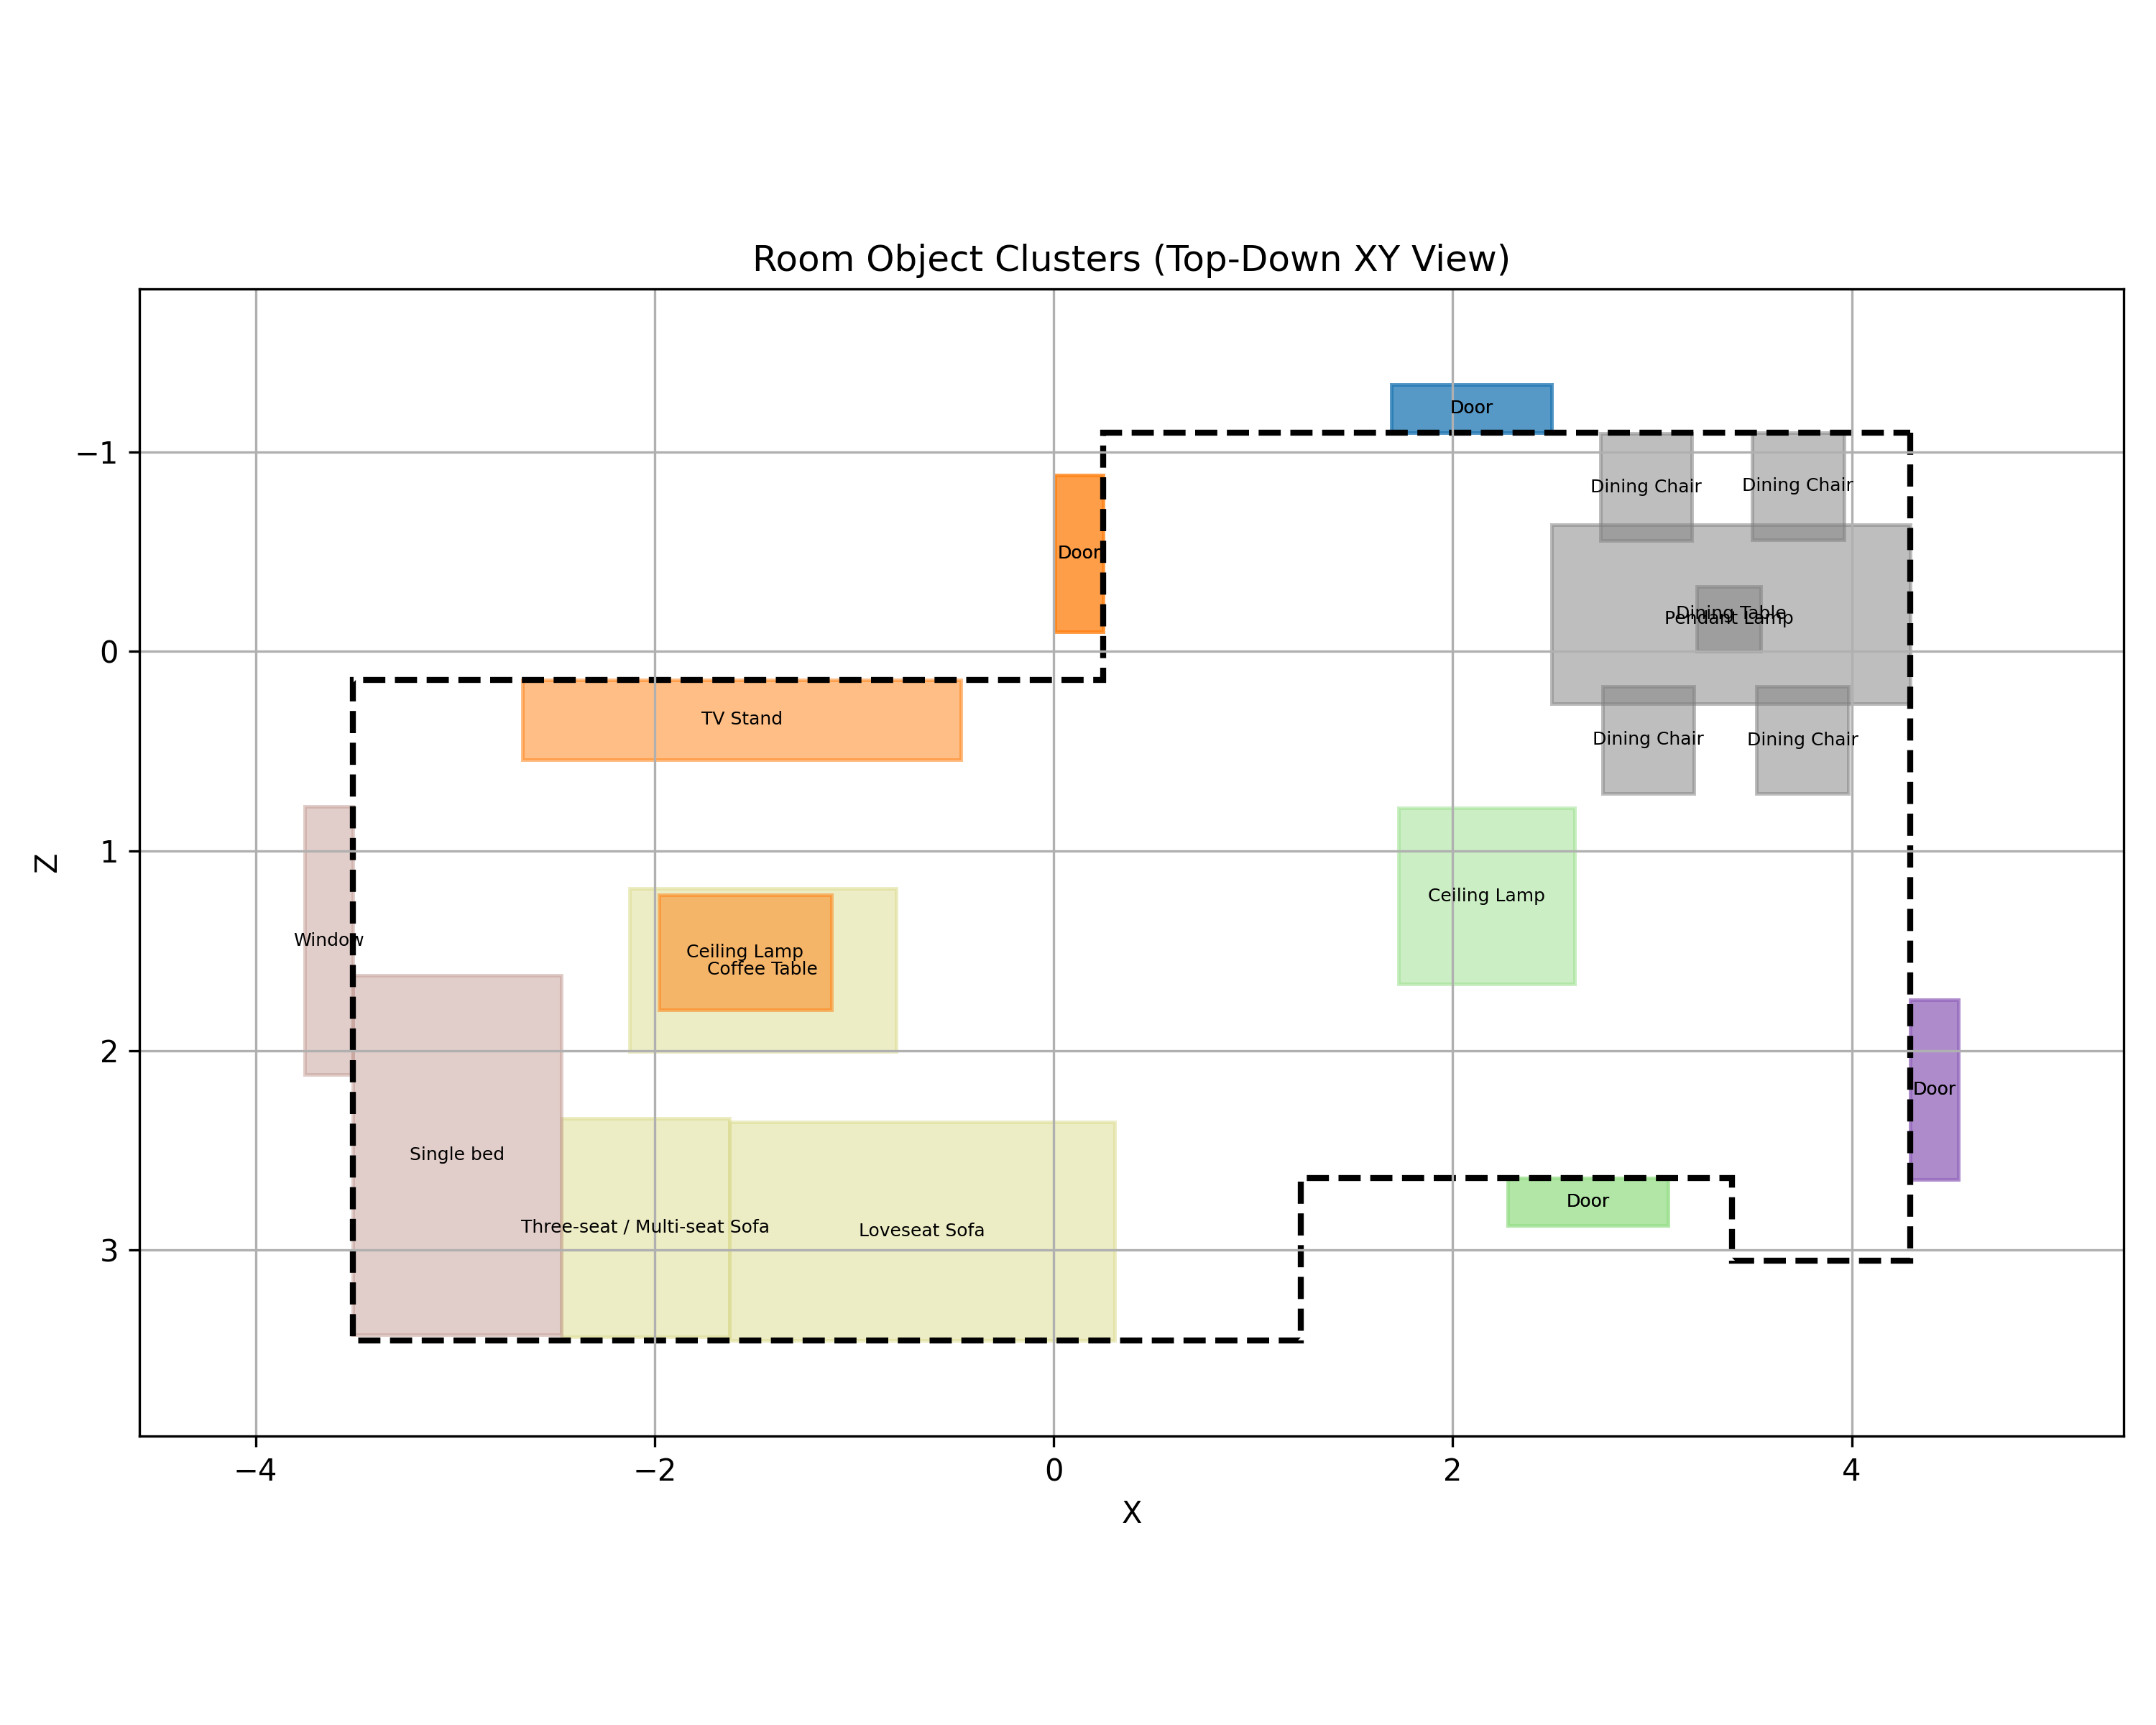 Room Object Clusters (Top-Down XY View)
Door
−1
Dining Chair
Dining Chair
Door
Dining Table
Pendant Lamp
0
TV Stand
Dining Chair
Dining Chair
1
Ceiling Lamp
Window
Ceiling Lamp
Coffee Table
Z
2
Door
Single bed
Door
Three-seat / Multi-seat Sofa
Loveseat Sofa
3
−4
−2
0
2
4
X